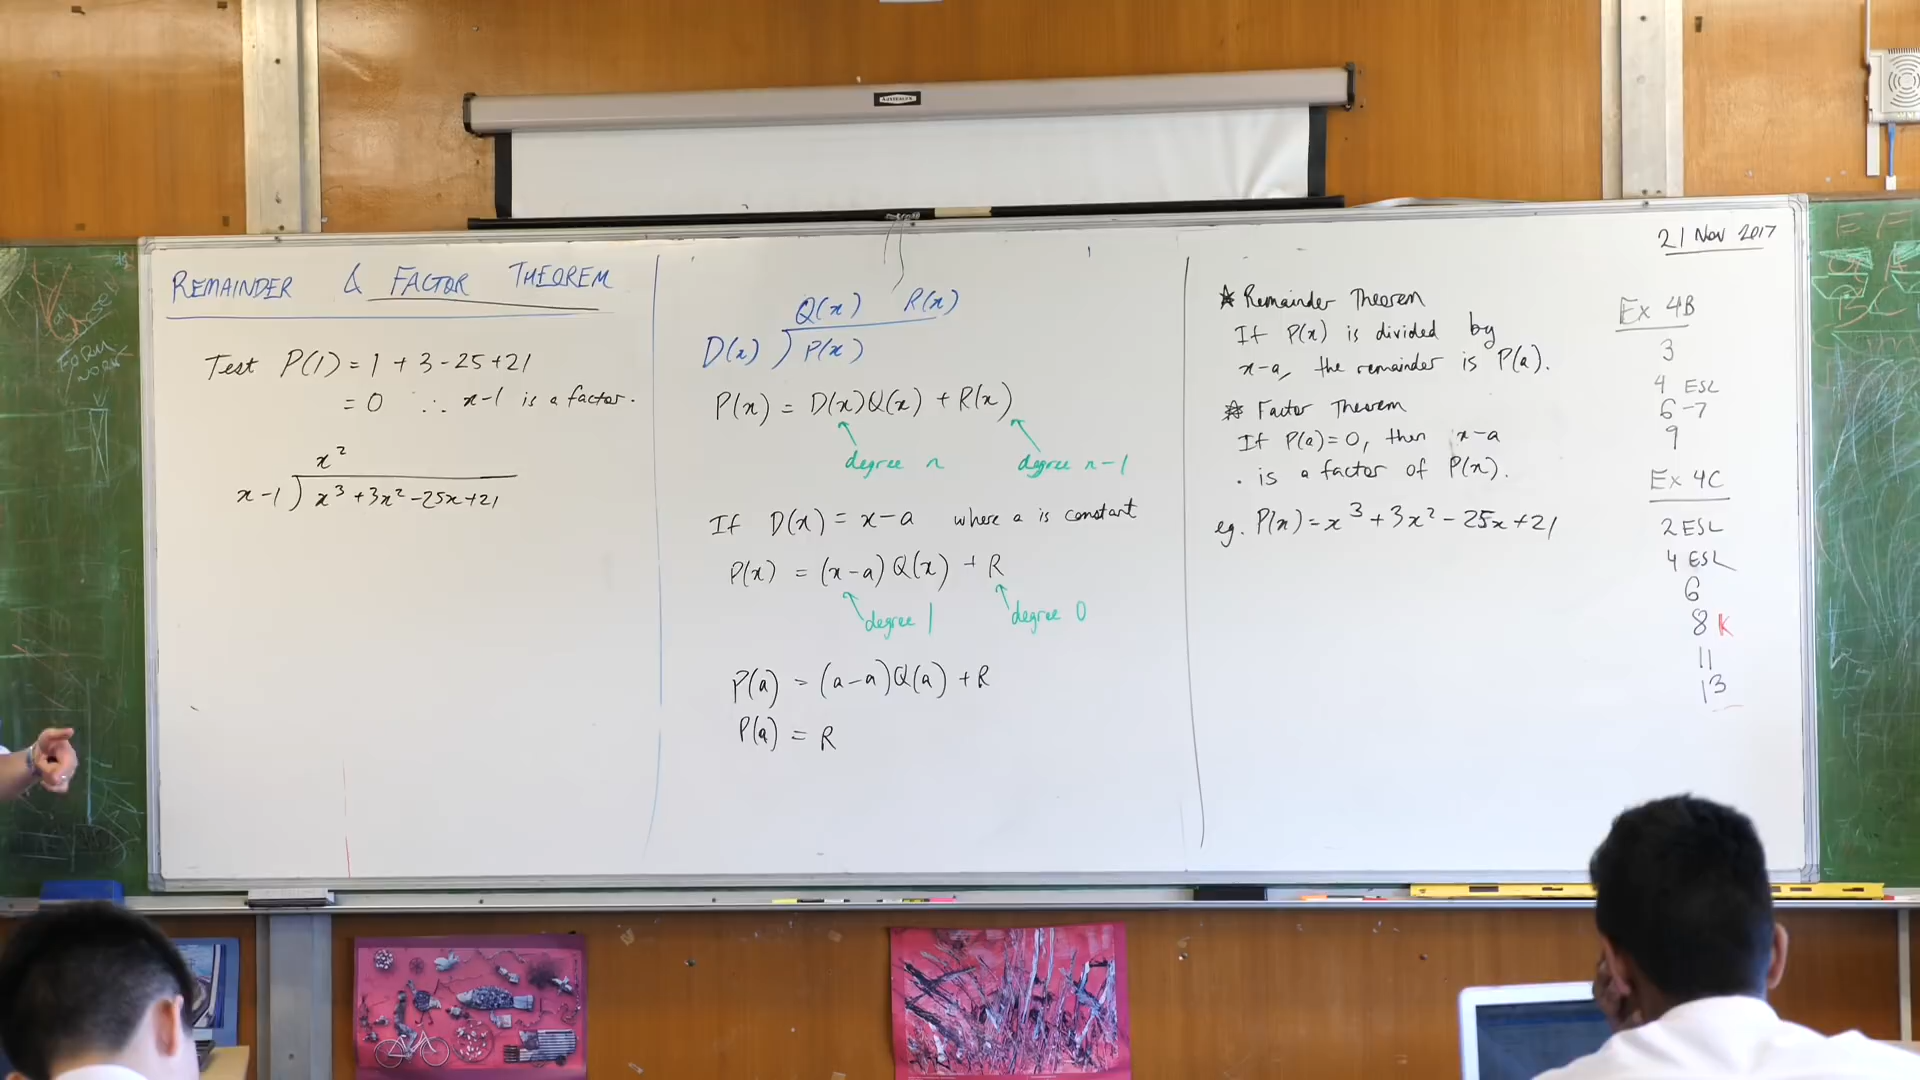 REMAINDER & FACTOR THEOREM
Test P(1) = 1 + 3 - 25 + 21
= 0 ∴ x-1 is a factor.
x²
x-1 ) x³ + 3x² - 25x + 21
Q(x) R(x)
D(x) ) P(x)
P(x) = D(x)Q(x) + R(x)
degree n degree n-1
If D(x) = x-a where a is constant
P(x) = (x-a) Q(x) + R
degree 1 degree 0
P(a) = (a-a)Q(a) + R
P(a) = R
21 Nov 2017
* Remainder Theorem
If P(x) is divided by
x-a, the remainder is P(a).
* Factor Theorem
If P(a)=0, then x-a
is a factor of P(x).
eg. P(x) = x³ + 3x² - 25x + 21
Ex 4B
3
4 ESL
6-7
9
Ex 4C
2 ESL
4 ESL
6
8 K
11
13